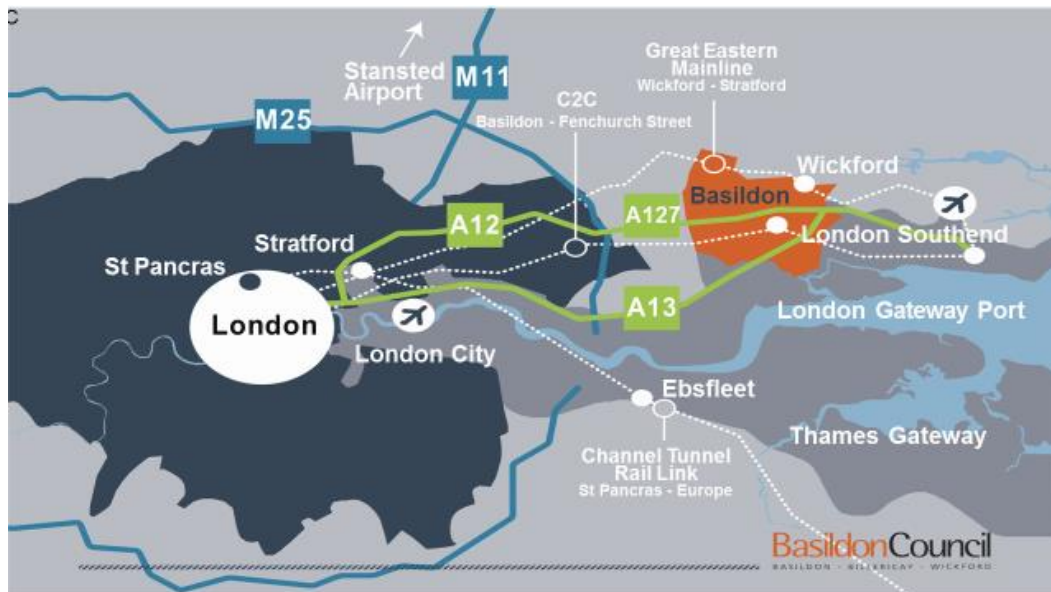 C
Stansted
Airport
M11
M25
Great Eastern
Mainline
Wickford - Stratford
C2C
Basildon - Fenchurch Street
Wickford
Basildon
A127
A12
Stratford
London Southend
St Pancras
London
A13
London Gateway Port
London City
Ebsfleet
Thames Gateway
Channel Tunnel
Rail Link
St Pancras - Europe
BasildonCouncil
BASILDON - BILLERICAY - WICKFORD